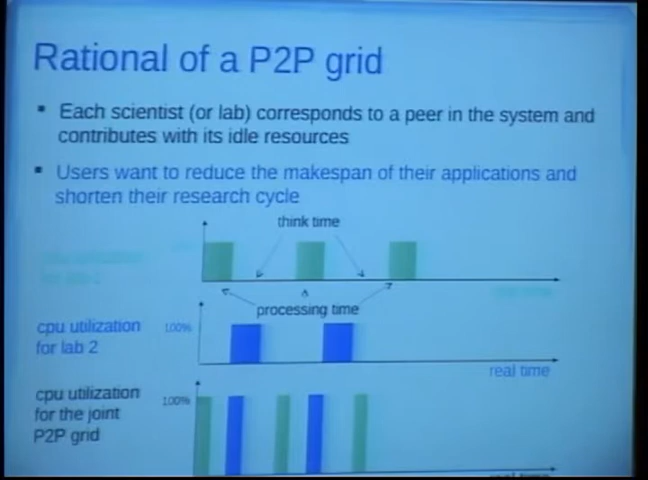 Rational of a P2P grid
Each scientist (or lab) corresponds to a peer in the system and
contributes with its idle resources
Users want to reduce the makespan of their applications and
shorten their research cycle
think time
processing time
cpu utilization
for lab 2
100%
real time
cpu utilization
for the joint
P2P grid
100%